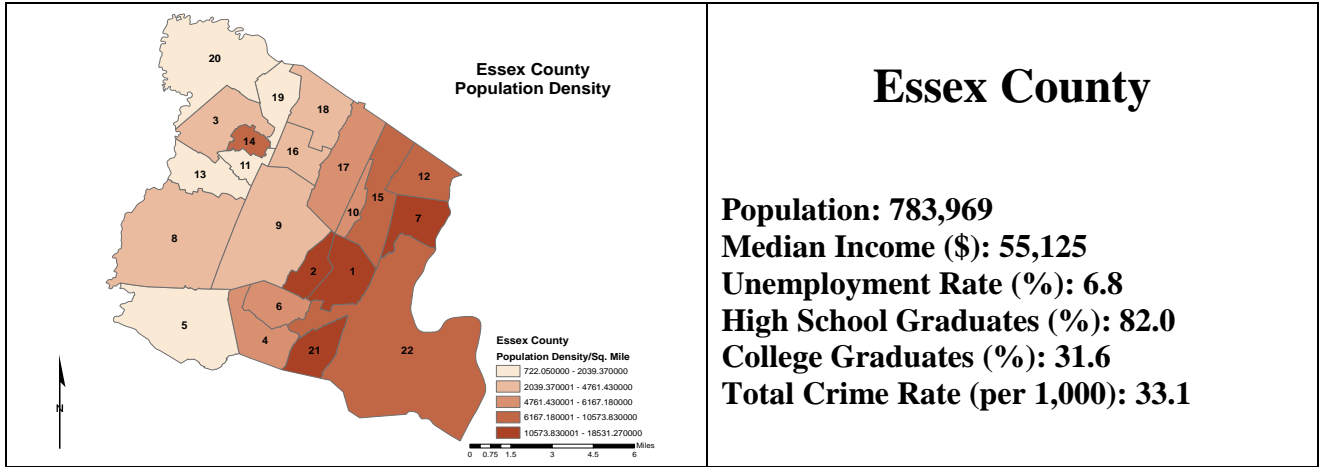 Essex County
Population Density
20
19
18
3
14
16
11
13
17
12
15
10
7
9
8
2
1
6
5
4
21
22
Essex County
Population Density/Sq. Mile
722.050000 - 2039.370000
2039.370001 - 4761.430000
4761.430001 - 6167.180000
6167.180001 - 10573.830000
10573.830001 - 18531.270000
N
Miles
0 0.75 1.5 3 4.5 6
Essex County
Population: 783,969
Median Income ($): 55,125
Unemployment Rate (%): 6.8
High School Graduates (%): 82.0
College Graduates (%): 31.6
Total Crime Rate (per 1,000): 33.1